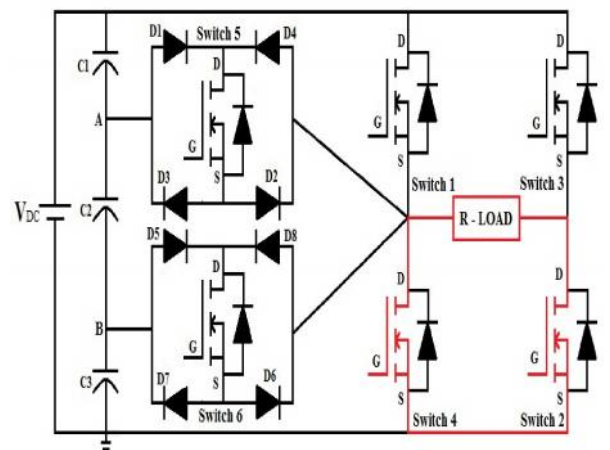 D1 Switch 5 D4
C1
D
D
D
A
G
G
G
S
S
S
D3 D2
Switch 1 Switch 3
VDC
C2
R - LOAD
D5 D8
D
D
D
B
G
G
G
S
S
S
C3
D7 D6
Switch 6
Switch 4 Switch 2